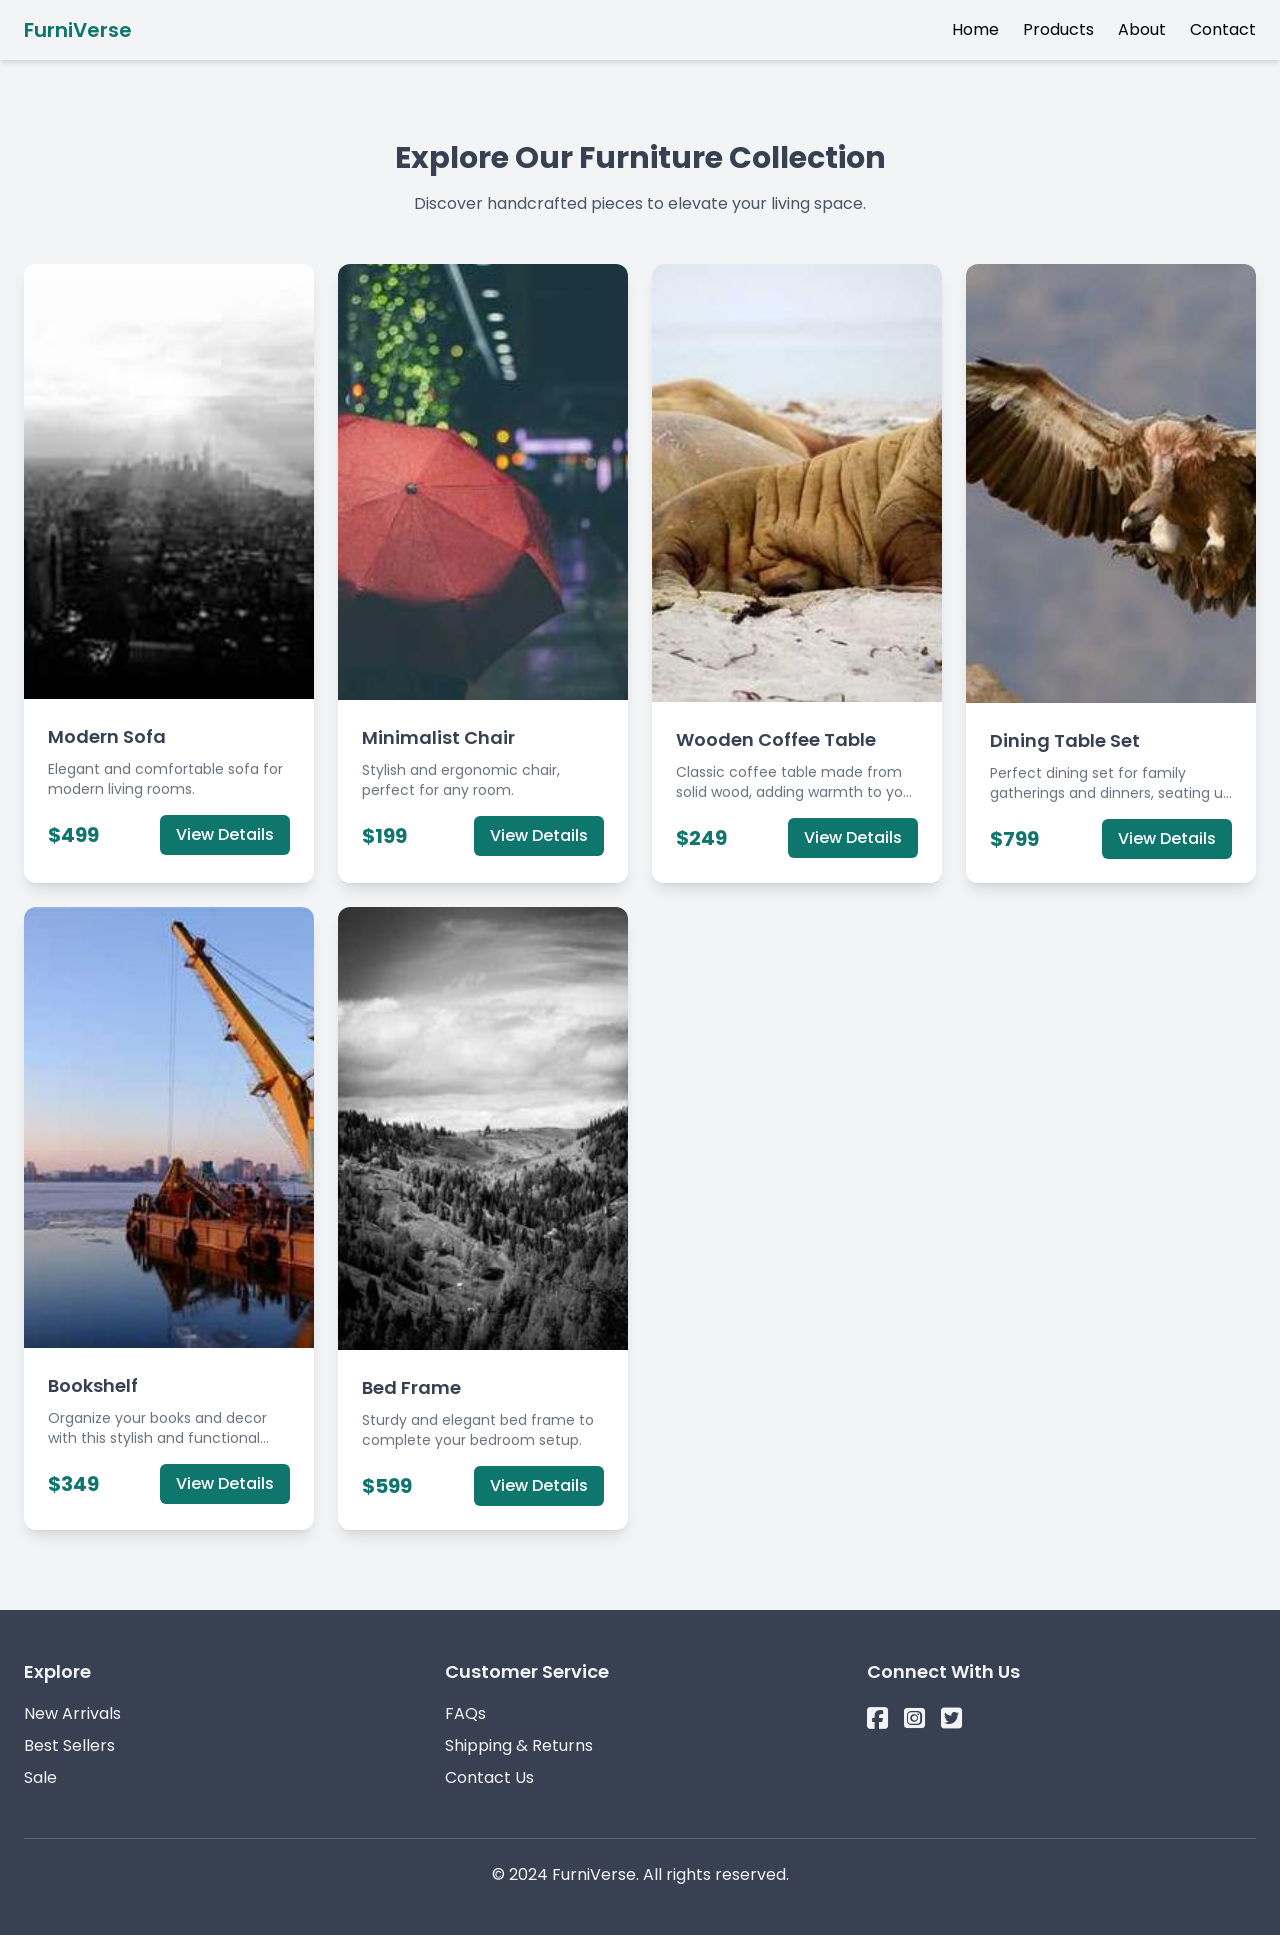 FurniVerse
Home
Products
About
Contact
Explore Our Furniture Collection
Discover handcrafted pieces to elevate your living space.
Modern Sofa
Elegant and comfortable sofa for
modern living rooms.
$499
View Details
Minimalist Chair
Stylish and ergonomic chair,
perfect for any room.
$199
View Details
Wooden Coffee Table
Classic coffee table made from
solid wood, adding warmth to yo...
$249
View Details
Dining Table Set
Perfect dining set for family
gatherings and dinners, seating u...
$799
View Details
Bookshelf
Organize your books and decor
with this stylish and functional...
$349
View Details
Bed Frame
Sturdy and elegant bed frame to
complete your bedroom setup.
$599
View Details
Explore
New Arrivals
Best Sellers
Sale
Customer Service
FAQs
Shipping & Returns
Contact Us
Connect With Us
© 2024 FurniVerse. All rights reserved.